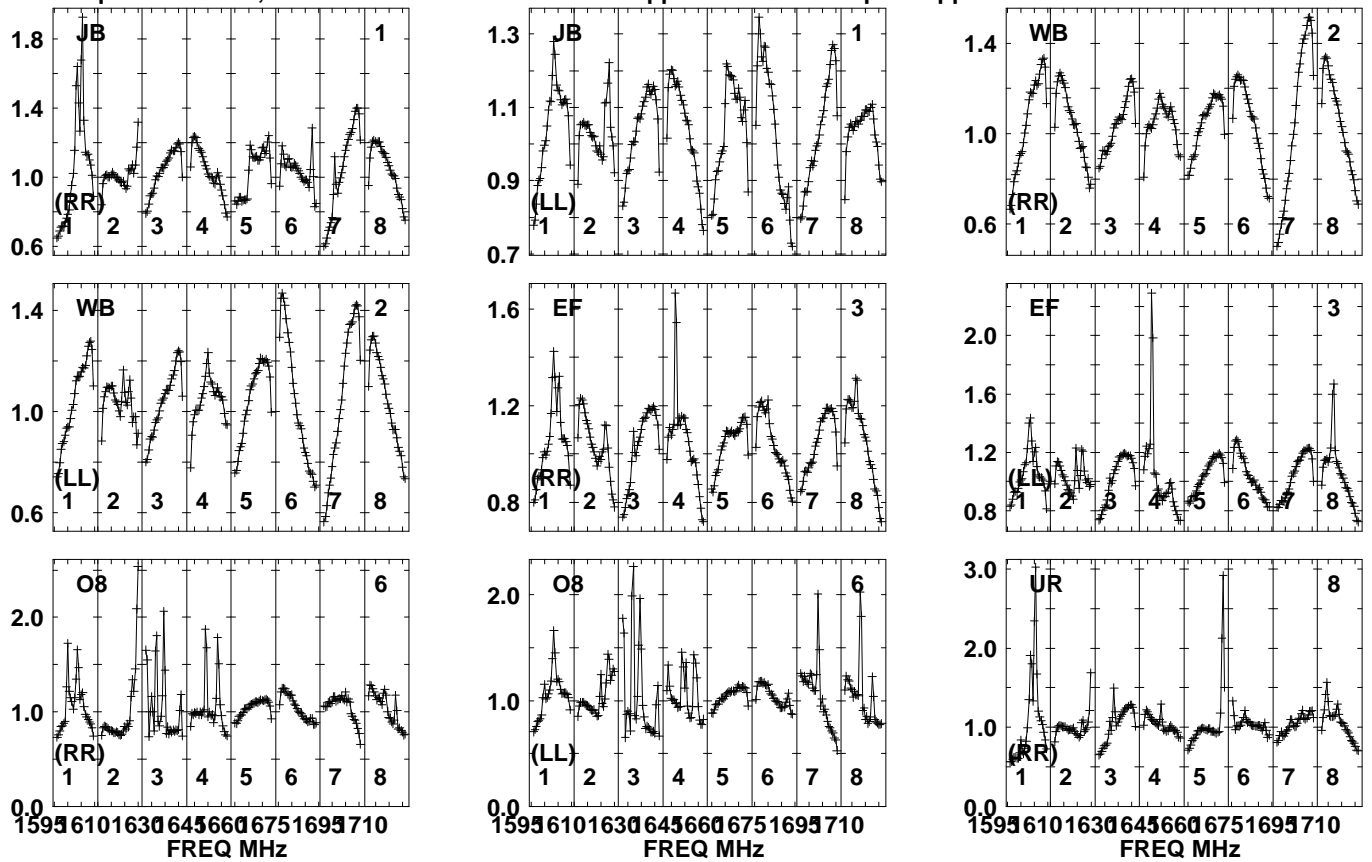 JB 1
1.8
1.4
1.0
0.6
(RR)
1 2 3 4 5 6 7 8
JB 1
1.3
1.1
0.9
0.7
(LL)
1 2 3 4 5 6 7 8
WB 2
1.4
1.0
0.6
(RR)
1 2 3 4 5 6 7 8
WB 2
1.4
1.0
0.6
(LL)
1 2 3 4 5 6 7 8
EF 3
1.6
1.2
0.8
(RR)
1 2 3 4 5 6 7 8
EF 3
2.0
1.6
1.2
0.8
(LL)
1 2 3 4 5 6 7 8
O8 6
2.0
1.0
0.0
(RR)
1 2 3 4 5 6 7 8
1595 1610 1630 1645 1660 1675 1695 1710
FREQ MHz
O8 6
2.0
1.0
0.0
(LL)
1 2 3 4 5 6 7 8
1595 1610 1630 1645 1660 1675 1695 1710
FREQ MHz
UR 8
3.0
2.0
1.0
0.0
(RR)
1 2 3 4 5 6 7 8
1595 1610 1630 1645 1660 1675 1695 1710
FREQ MHz